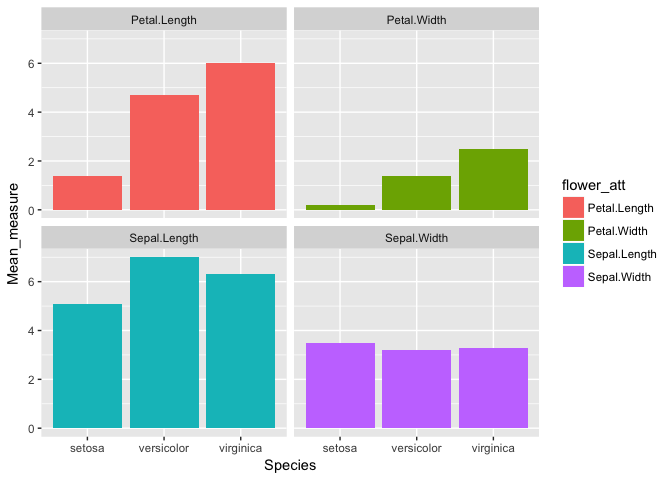 Petal.Length
Petal.Width
6
4
2
0
Sepal.Length
Sepal.Width
6
4
2
0
setosa
versicolor
virginica
setosa
versicolor
virginica
Species
Mean_measure
flower_att
Petal.Length
Petal.Width
Sepal.Length
Sepal.Width